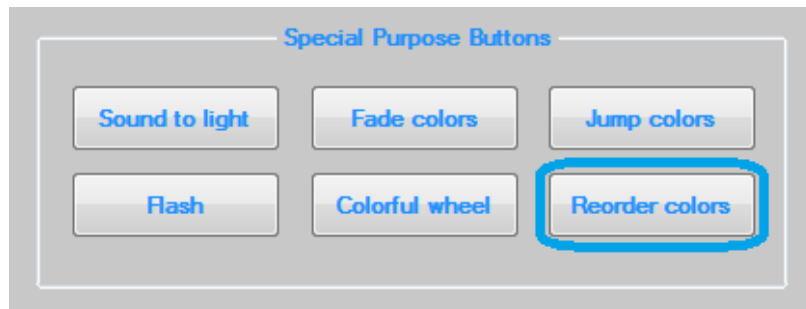 Special Purpose Buttons
Sound to light
Fade colors
Jump colors
Flash
Colorful wheel
Reorder colors